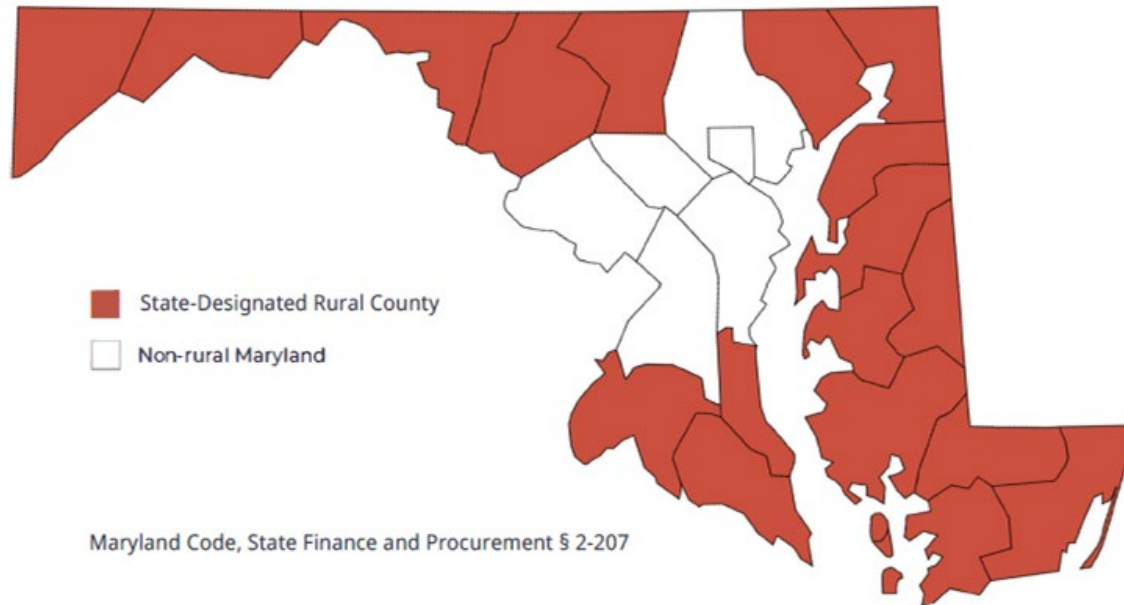 State-Designated Rural County
Non-rural Maryland
Maryland Code, State Finance and Procurement § 2-207